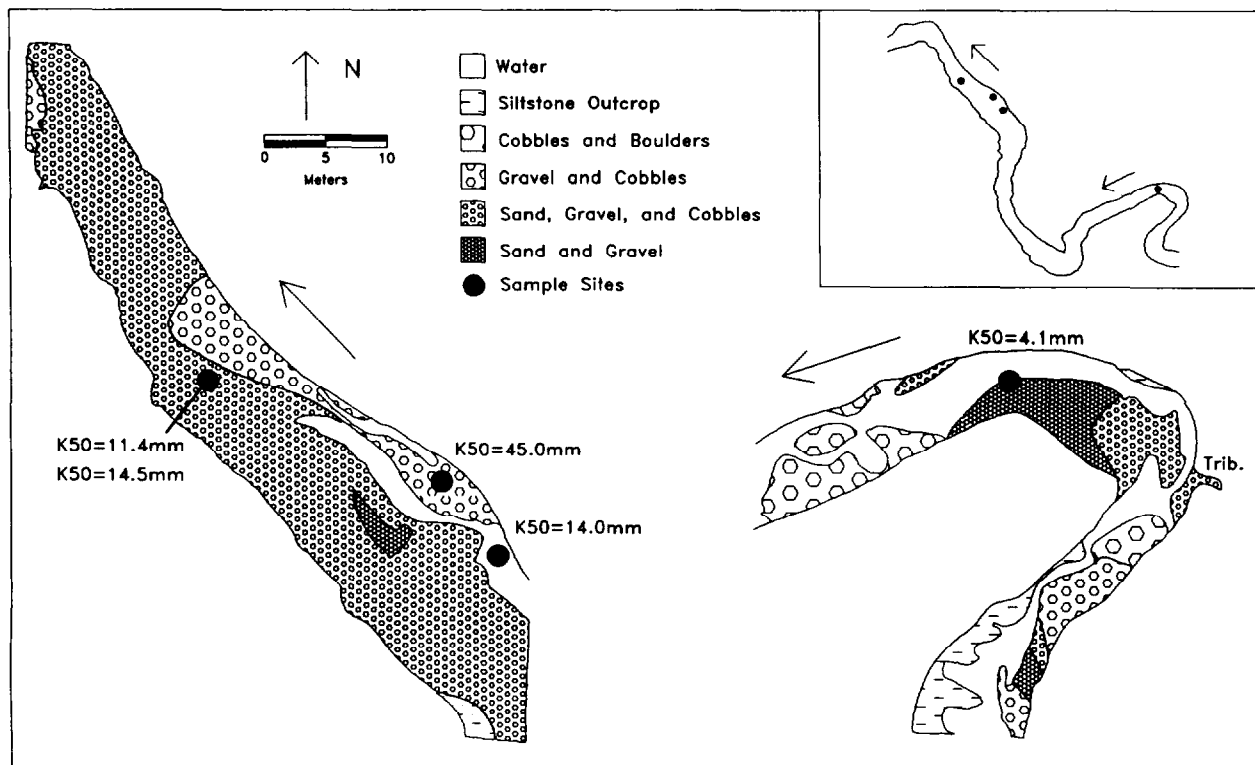 N
0 5 10
Meters
Water
Siltstone Outcrop
Cobbles and Boulders
Gravel and Cobbles
Sand, Gravel, and Cobbles
Sand and Gravel
Sample Sites
K50=11.4mm
K50=14.5mm
K50=45.0mm
K50=14.0mm
K50=4.1mm
Trib.